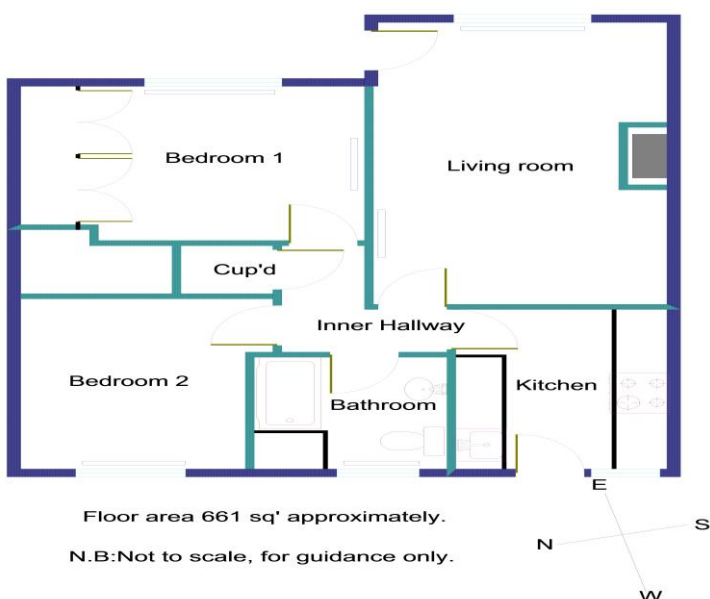 Living room
Bedroom 1
Cup'd
Inner Hallway
Bedroom 2
Kitchen
Bathroom
E
S
N
W
Floor area 661 sq' approximately.
N.B:Not to scale, for guidance only.